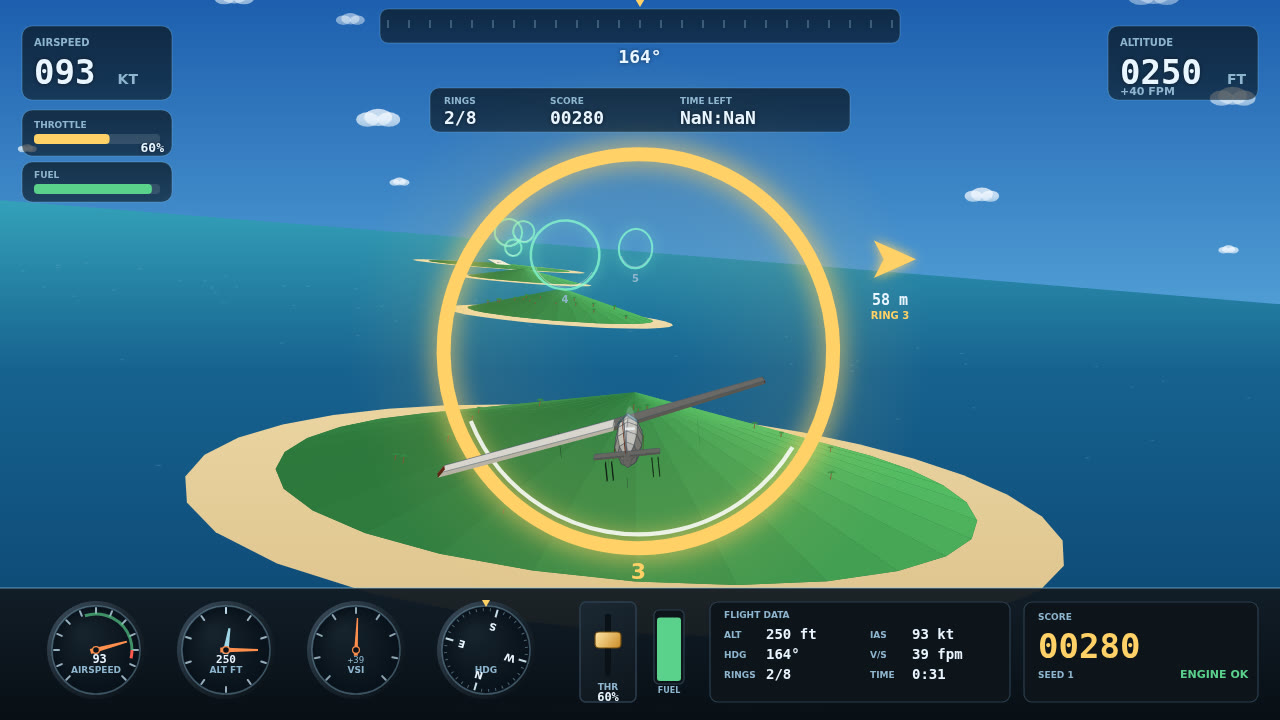 AIRSPEED
093 KT
THROTTLE
60%
FUEL
164°
RINGS SCORE TIME LEFT
2/8 00280 NaN:NaN
ALTITUDE
0250 FT
+40 FPM
4
5
58 m
RING 3
3
93
AIRSPEED
250
ALT FT
+39
VSI
S
E
W
N
HDG
THR
60%
FUEL
FLIGHT DATA
ALT 250 ft IAS 93 kt
HDG 164° V/S 39 fpm
RINGS 2/8 TIME 0:31
SCORE
00280
SEED 1 ENGINE OK